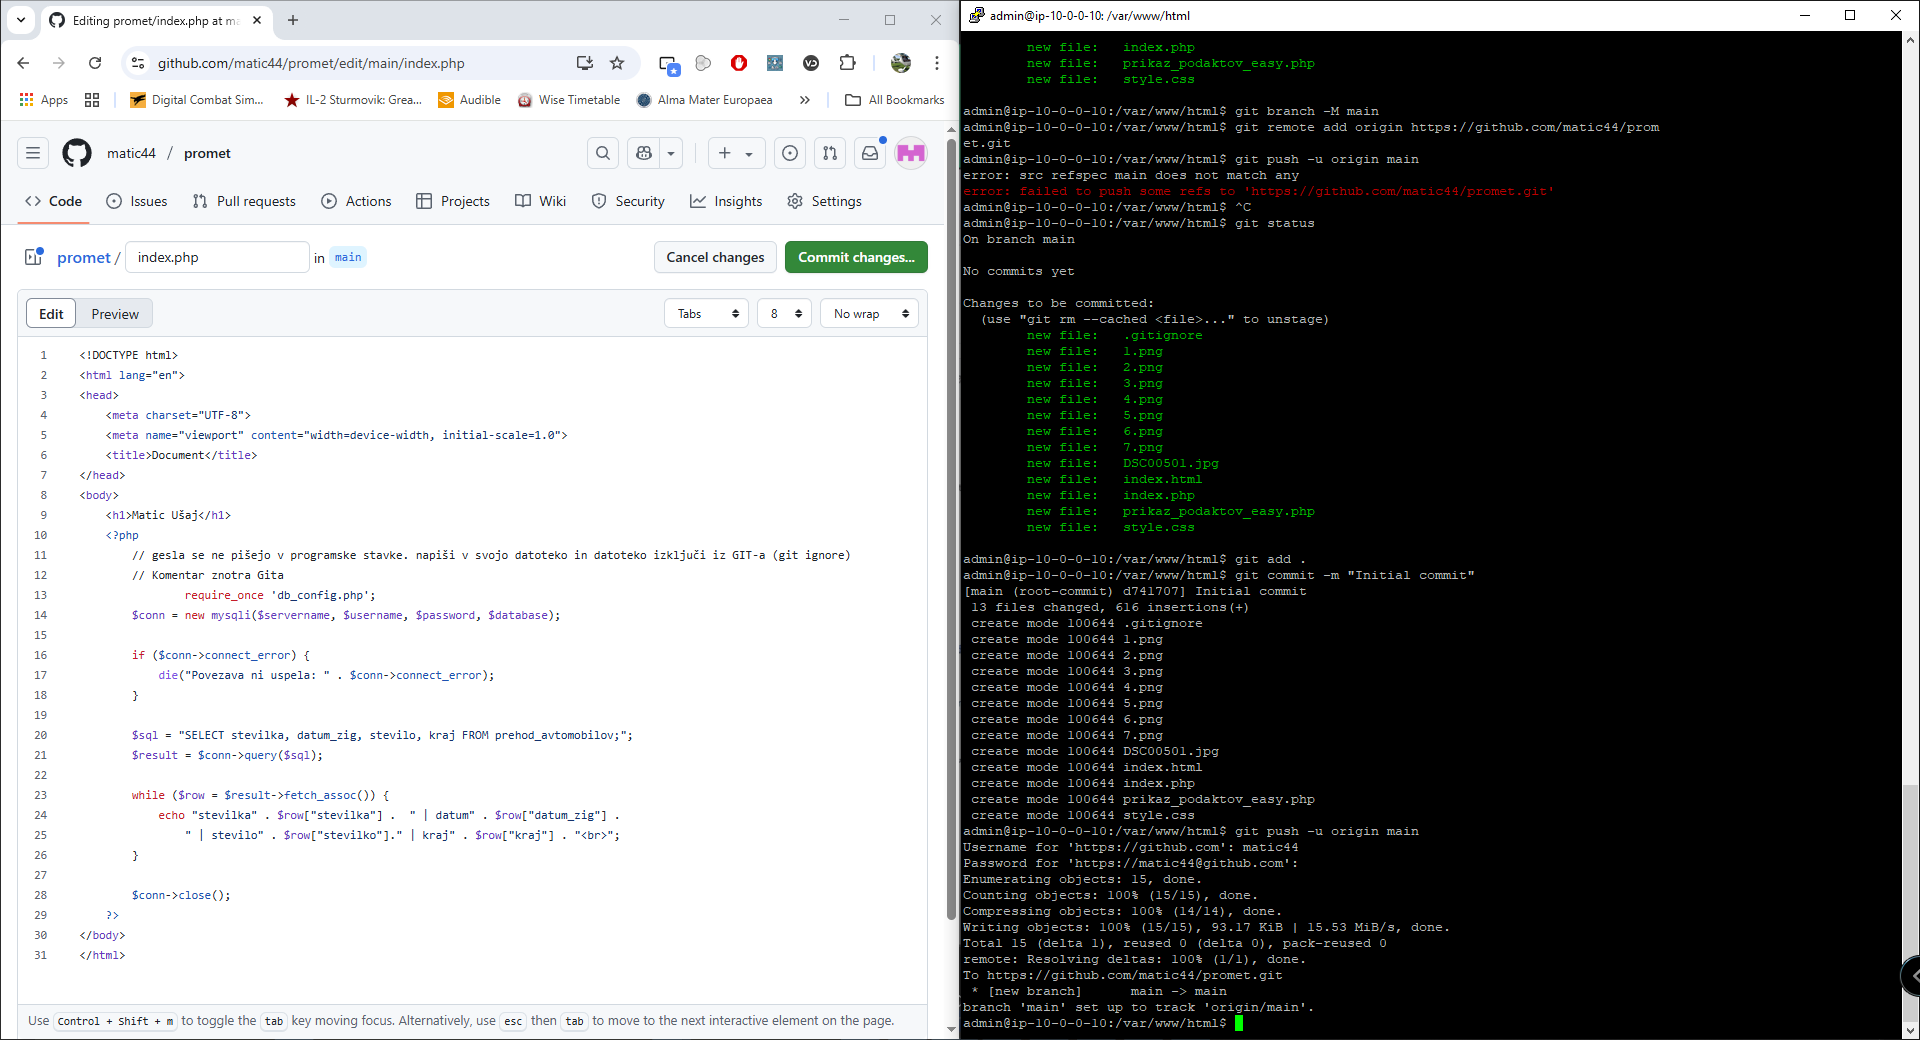 Editing promet/index.php at ma
github.com/matic44/promet/edit/main/index.php
Apps
Digital Combat Sim...
IL-2 Sturmovik: Grea...
Audible
Wise Timetable
Alma Mater Europaea
»
All Bookmarks
matic44 / promet
Code
Issues
Pull requests
Actions
Projects
Wiki
Security
Insights
Settings
promet / index.php in main
Cancel changes
Commit changes...
Edit
Preview
Tabs
8
No wrap
1 <!DOCTYPE html>
2 <html lang="en">
3 <head>
4 <meta charset="UTF-8">
5 <meta name="viewport" content="width=device-width, initial-scale=1.0">
6 <title>Document</title>
7 </head>
8 <body>
9 <h1>Matic Ušaj</h1>
10 <?php
11 // gesla se ne pišejo v programske stavke. napiši v svojo datoteko in datoteko izključi iz GIT-a (git ignore)
12 // Komentar znotra Gita
13 require_once 'db_config.php';
14 $conn = new mysqli($servername, $username, $password, $database);
15
16 if ($conn->connect_error) {
17 die("Povezava ni uspela: " . $conn->connect_error);
18 }
19
20 $sql = "SELECT stevilka, datum_zig, stevilo, kraj FROM prehod_avtomobilov;";
21 $result = $conn->query($sql);
22
23 while ($row = $result->fetch_assoc()) {
24 echo "stevilka" . $row["stevilka"] . " | datum" . $row["datum_zig"] .
25 " | stevilo" . $row["stevilko"]." | kraj" . $row["kraj"] . "<br>";
26 }
27
28 $conn->close();
29 ?>
30 </body>
31 </html>
Use Control + Shift + m to toggle the tab key moving focus. Alternatively, use esc then tab to move to the next interactive element on the page.
admin@ip-10-0-0-10: /var/www/html
new file: index.php
new file: prikaz_podaktov_easy.php
new file: style.css
admin@ip-10-0-0-10:/var/www/html$ git branch -M main
admin@ip-10-0-0-10:/var/www/html$ git remote add origin https://github.com/matic44/prom
et.git
admin@ip-10-0-0-10:/var/www/html$ git push -u origin main
error: src refspec main does not match any
error: failed to push some refs to 'https://github.com/matic44/promet.git'
admin@ip-10-0-0-10:/var/www/html$ ^C
admin@ip-10-0-0-10:/var/www/html$ git status
On branch main
No commits yet
Changes to be committed:
(use "git rm --cached <file>..." to unstage)
new file: .gitignore
new file: 1.png
new file: 2.png
new file: 3.png
new file: 4.png
new file: 5.png
new file: 6.png
new file: 7.png
new file: DSC00501.jpg
new file: index.html
new file: index.php
new file: prikaz_podaktov_easy.php
new file: style.css
admin@ip-10-0-0-10:/var/www/html$ git add .
admin@ip-10-0-0-10:/var/www/html$ git commit -m "Initial commit"
[main (root-commit) d741707] Initial commit
13 files changed, 616 insertions(+)
create mode 100644 .gitignore
create mode 100644 1.png
create mode 100644 2.png
create mode 100644 3.png
create mode 100644 4.png
create mode 100644 5.png
create mode 100644 6.png
create mode 100644 7.png
create mode 100644 DSC00501.jpg
create mode 100644 index.html
create mode 100644 index.php
create mode 100644 prikaz_podaktov_easy.php
create mode 100644 style.css
admin@ip-10-0-0-10:/var/www/html$ git push -u origin main
Username for 'https://github.com': matic44
Password for 'https://matic44@github.com':
Enumerating objects: 15, done.
Counting objects: 100% (15/15), done.
Compressing objects: 100% (14/14), done.
Writing objects: 100% (15/15), 93.17 KiB | 15.53 MiB/s, done.
Total 15 (delta 1), reused 0 (delta 0), pack-reused 0
remote: Resolving deltas: 100% (1/1), done.
To https://github.com/matic44/promet.git
* [new branch] main -> main
branch 'main' set up to track 'origin/main'.
admin@ip-10-0-0-10:/var/www/html$